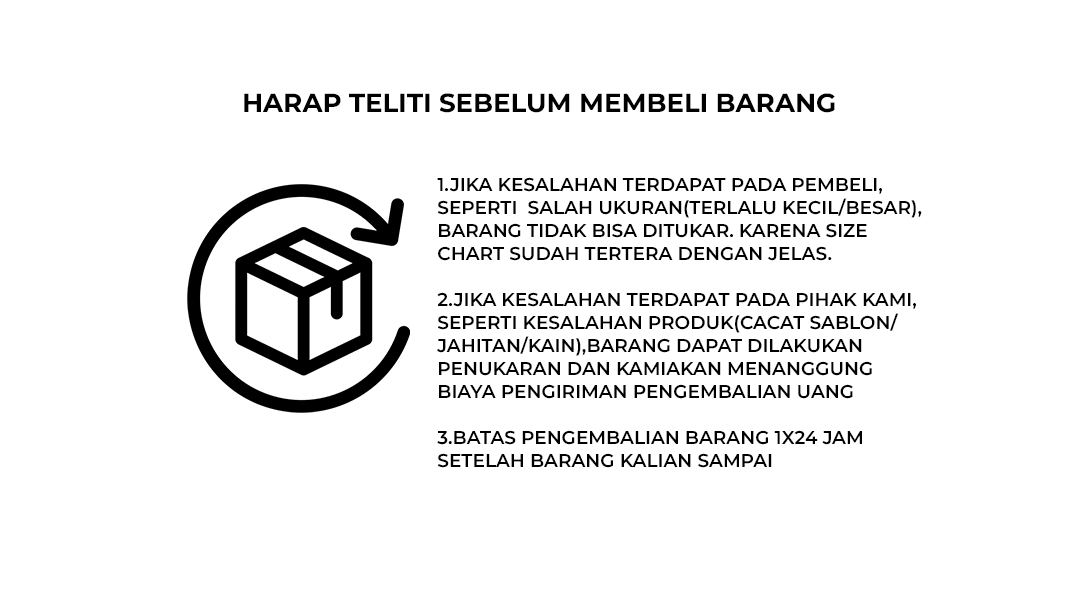 HARAP TELITI SEBELUM MEMBELI BARANG
1.JIKA KESALAHAN TERDAPAT PADA PEMBELI,
SEPERTI  SALAH UKURAN(TERLALU KECIL/BESAR),
BARANG TIDAK BISA DITUKAR. KARENA SIZE
CHART SUDAH TERTERA DENGAN JELAS.
2.JIKA KESALAHAN TERDAPAT PADA PIHAK KAMI,
SEPERTI KESALAHAN PRODUK(CACAT SABLON/
JAHITAN/KAIN),BARANG DAPAT DILAKUKAN
PENUKARAN DAN KAMIAKAN MENANGGUNG
BIAYA PENGIRIMAN PENGEMBALIAN UANG
3.BATAS PENGEMBALIAN BARANG 1X24 JAM
SETELAH BARANG KALIAN SAMPAI